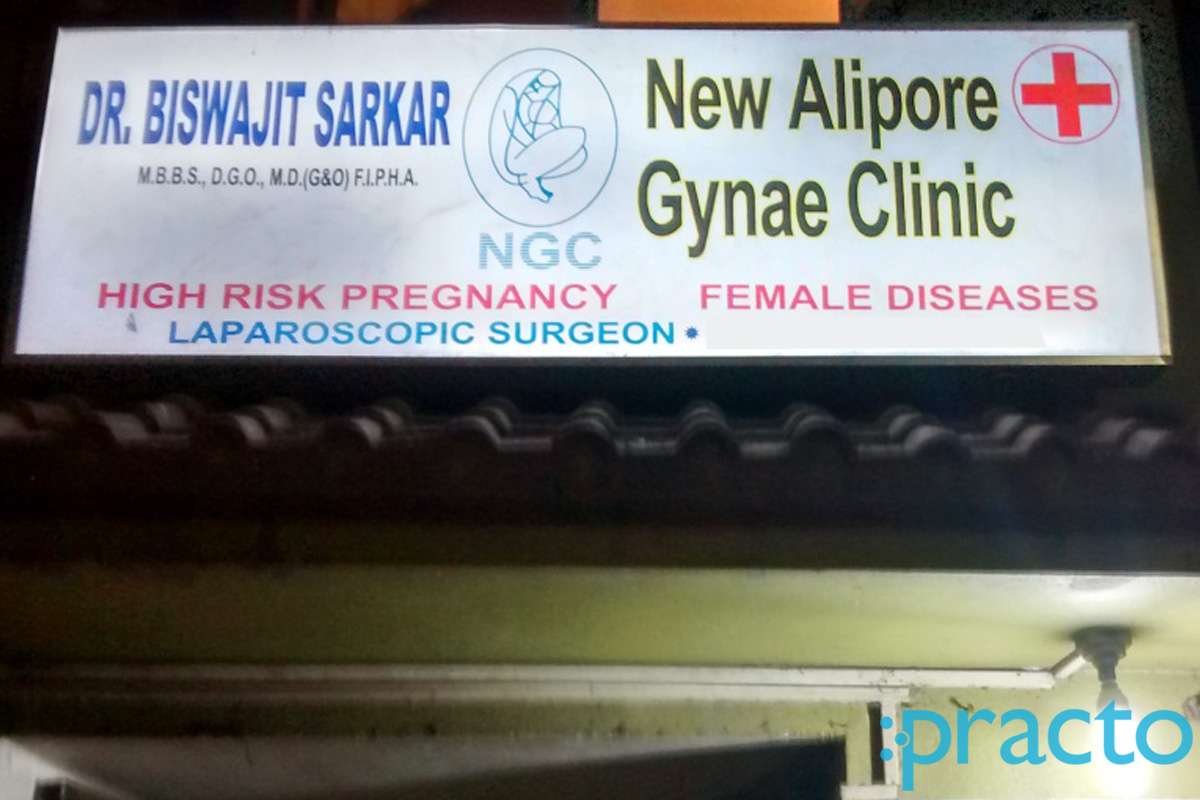 DR. BISWAJIT SARKAR
M.B.B.S., D.G.O., M.D.(G&O) F.I.P.H.A.
NGC
New Alipore
Gynae Clinic
HIGH RISK PREGNANCY FEMALE DISEASES
LAPAROSCOPIC SURGEON
practo